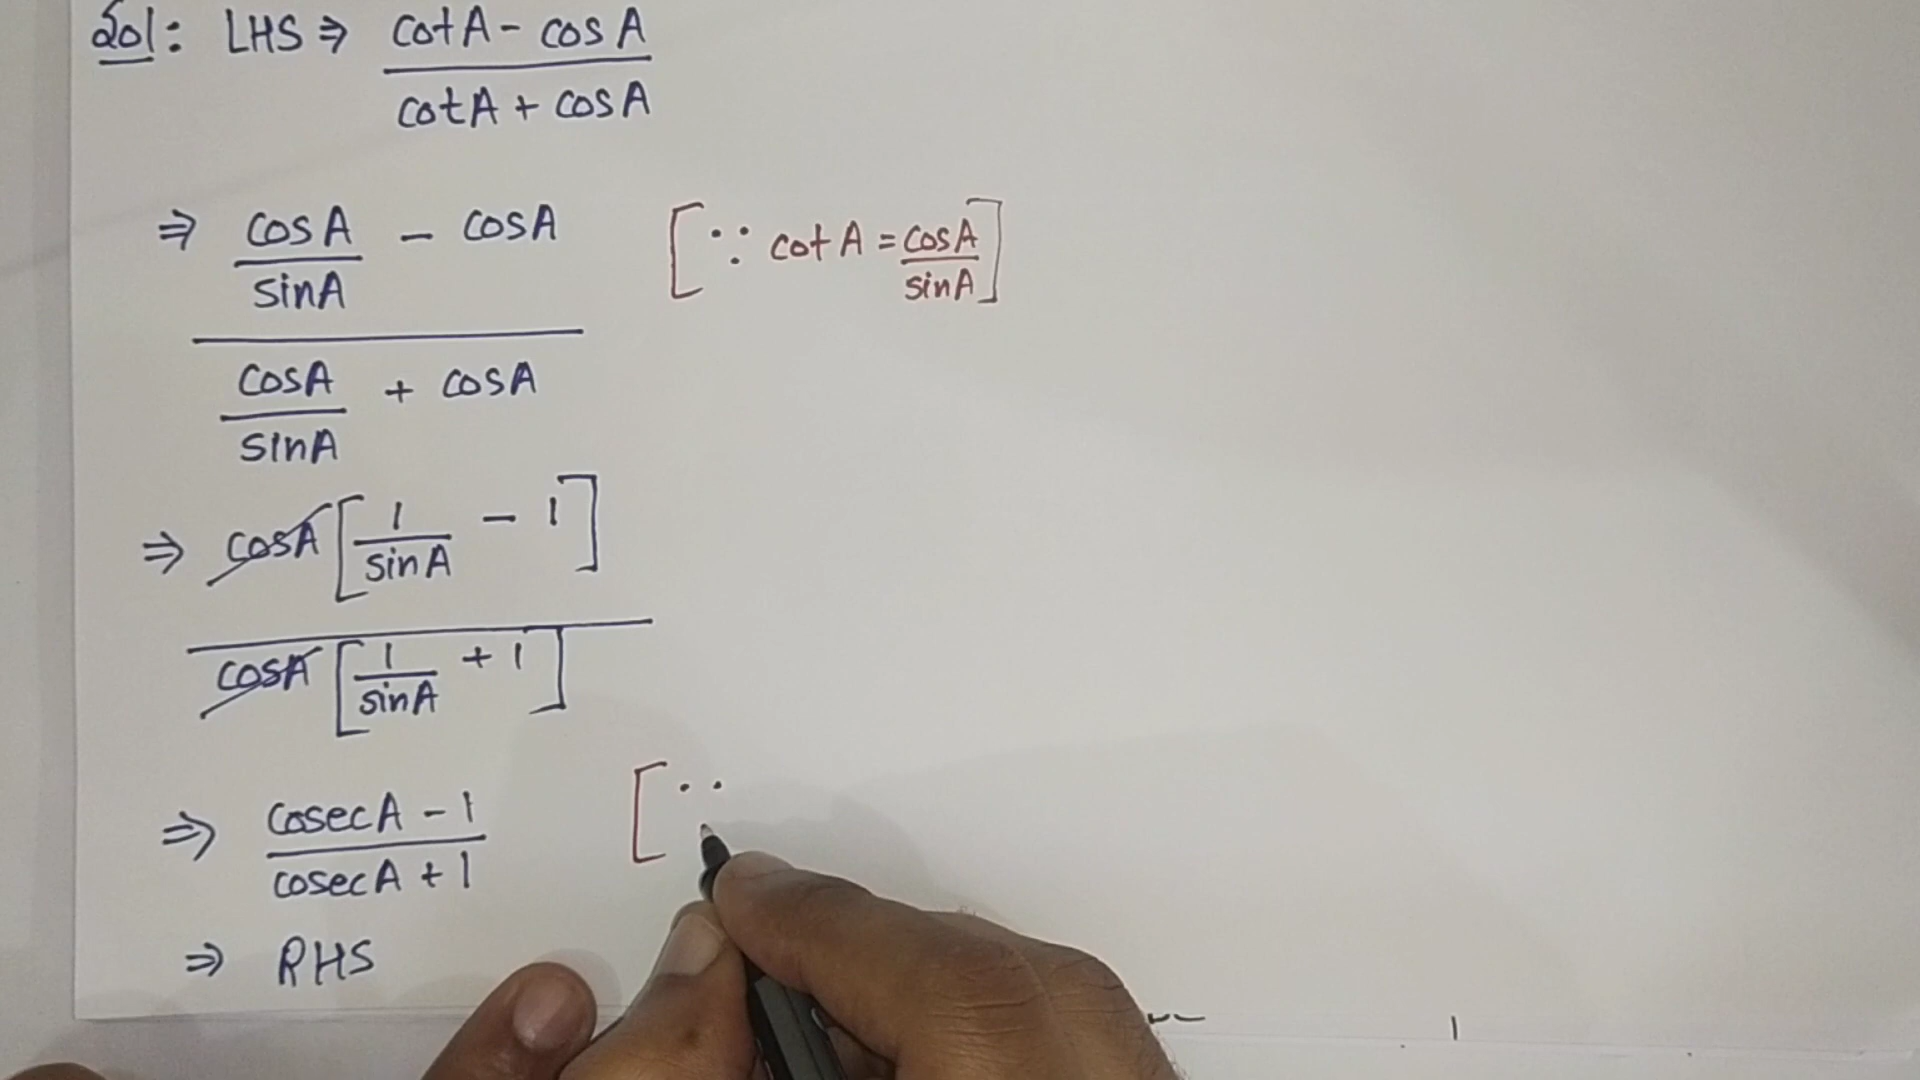 Sol: LHS ⇒ cotA - cosA
cotA + cosA
⇒ cosA - cosA [∵ cotA = cosA
sinA sinA]
cosA + cosA
sinA
⇒ cosA [1 - 1]
sinA
cosA [1 + 1]
sinA
⇒ cosecA - 1 [∵
cosecA + 1
⇒ RHS